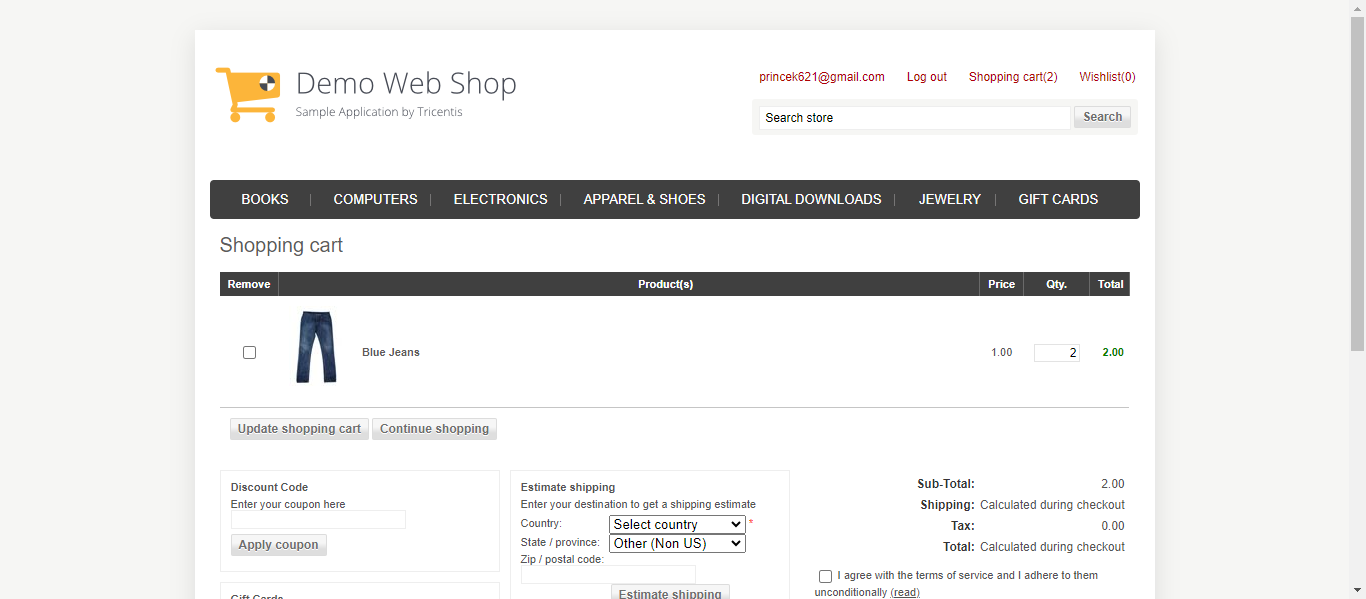 Demo Web Shop
Sample Application by Tricentis
princek621@gmail.com Log out Shopping cart(2) Wishlist(0)
Search store Search
BOOKS COMPUTERS ELECTRONICS APPAREL & SHOES DIGITAL DOWNLOADS JEWELRY GIFT CARDS
Shopping cart
Remove Product(s) Price Qty. Total
Blue Jeans 1.00 2 2.00
Update shopping cart Continue shopping
Discount Code
Enter your coupon here
Apply coupon
Gift Cards
Estimate shipping
Enter your destination to get a shipping estimate
Country: Select country *
State / province: Other (Non US)
Zip / postal code:
Estimate shipping
Sub-Total: 2.00
Shipping: Calculated during checkout
Tax: 0.00
Total: Calculated during checkout
I agree with the terms of service and I adhere to them
unconditionally (read)